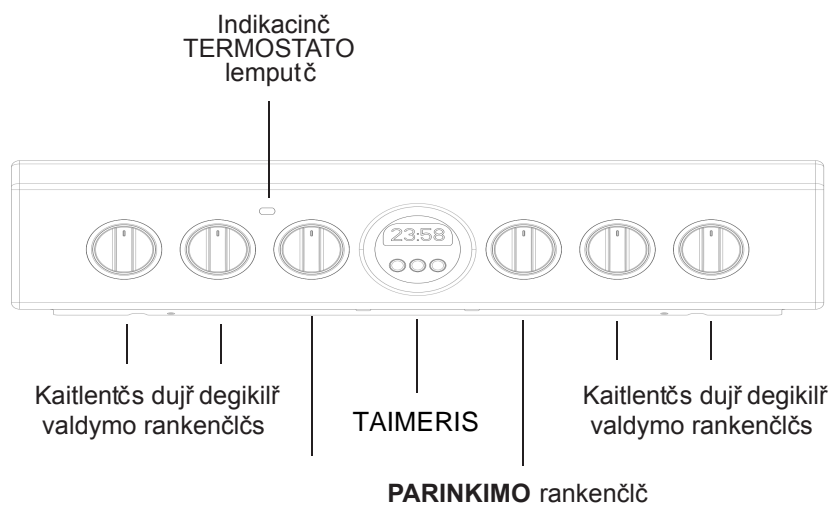 Indikacinč
TERMOSTATO
lemputč
23:58
Kaitlentčs dujř degikilř
valdymo rankenčlčs
TAIMERIS
Kaitlentčs dujř degikilř
valdymo rankenčlčs
PARINKIMO rankenčlč